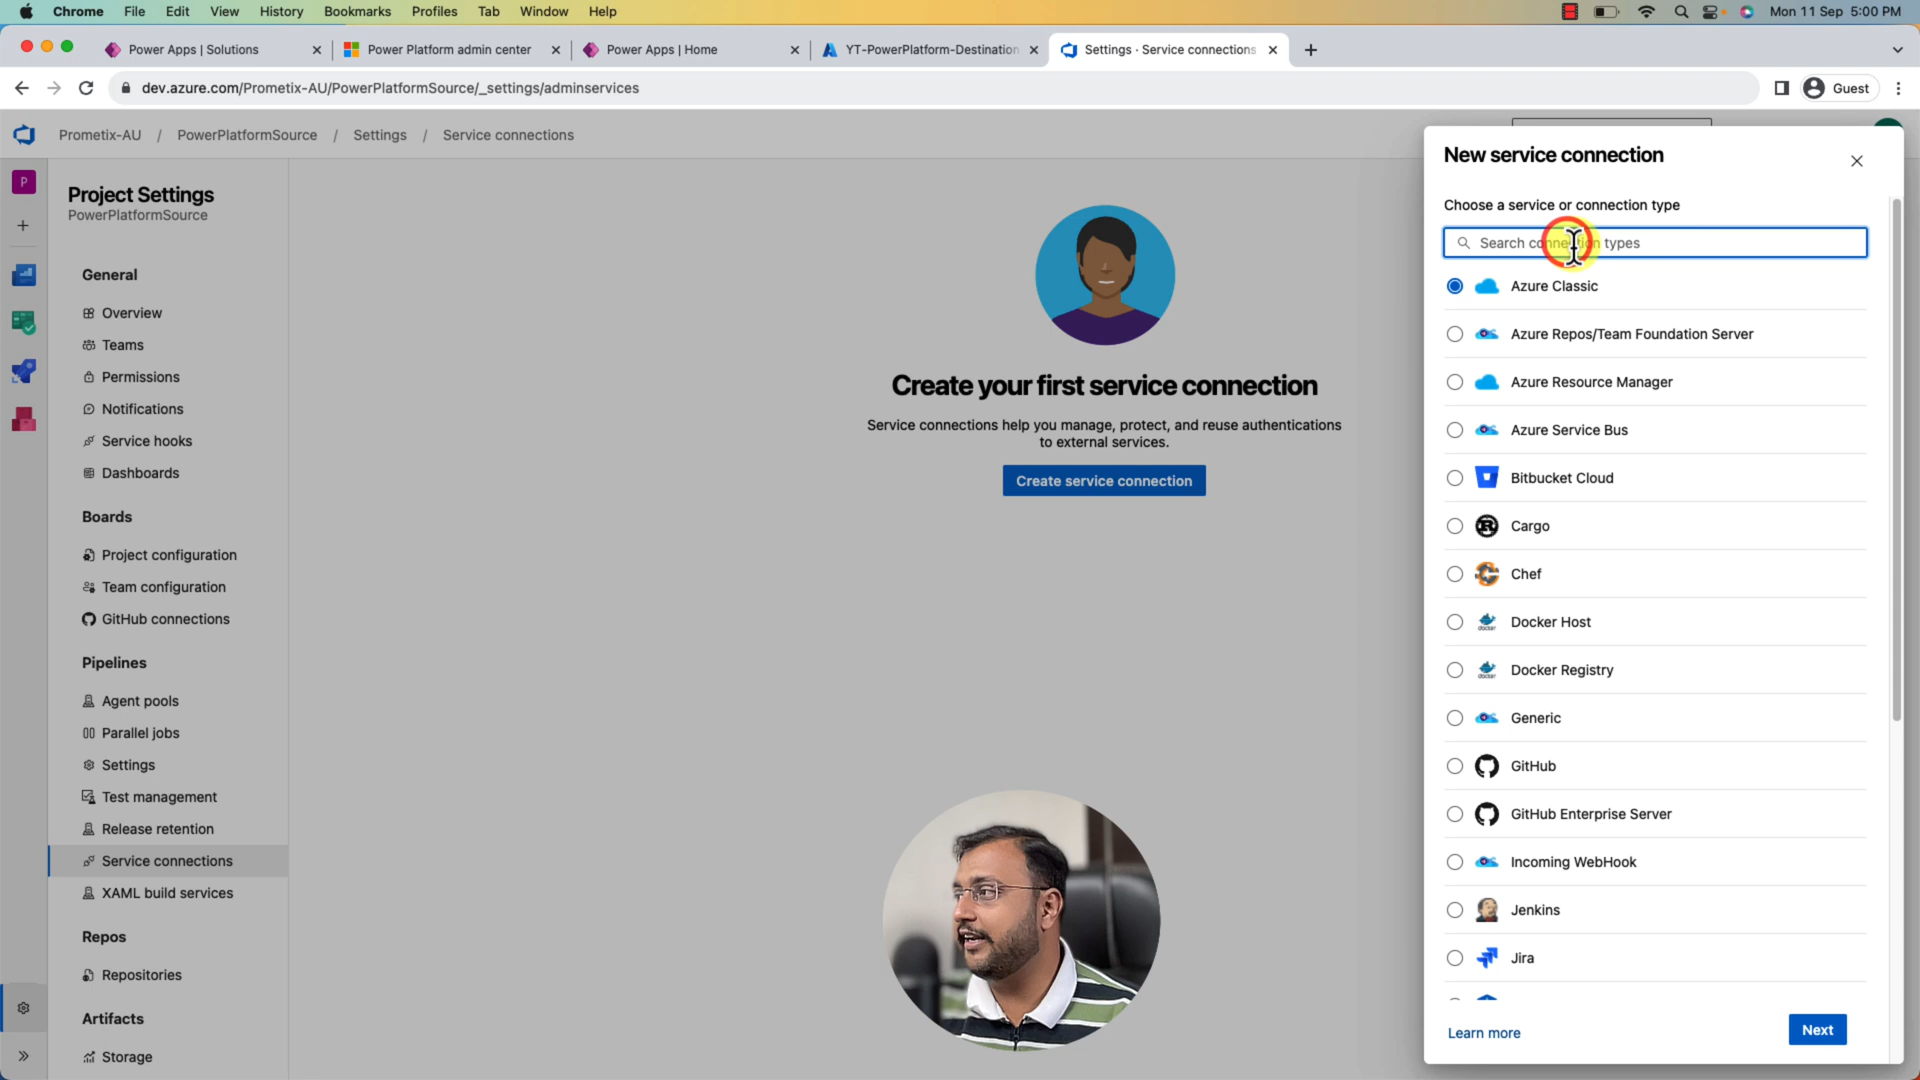 Chrome File Edit View History Bookmarks Profiles Tab Window Help Mon 11 Sep 5:00 PM
Power Apps | Solutions Power Platform admin center Power Apps | Home YT-PowerPlatform-Destination Settings · Service connections
dev.azure.com/Prometix-AU/PowerPlatformSource/_settings/adminservices Guest
Prometix-AU / PowerPlatformSource / Settings / Service connections
P
Project Settings
PowerPlatformSource
General
Overview
Teams
Permissions
Notifications
Service hooks
Dashboards
Boards
Project configuration
Team configuration
GitHub connections
Pipelines
Agent pools
Parallel jobs
Settings
Test management
Release retention
Service connections
XAML build services
Repos
Repositories
Artifacts
Storage
Create your first service connection
Service connections help you manage, protect, and reuse authentications
to external services.
Create service connection
New service connection
Choose a service or connection type
Search connection types
Azure Classic
Azure Repos/Team Foundation Server
Azure Resource Manager
Azure Service Bus
Bitbucket Cloud
Cargo
Chef
Docker Host
Docker Registry
Generic
GitHub
GitHub Enterprise Server
Incoming WebHook
Jenkins
Jira
Learn more
Next